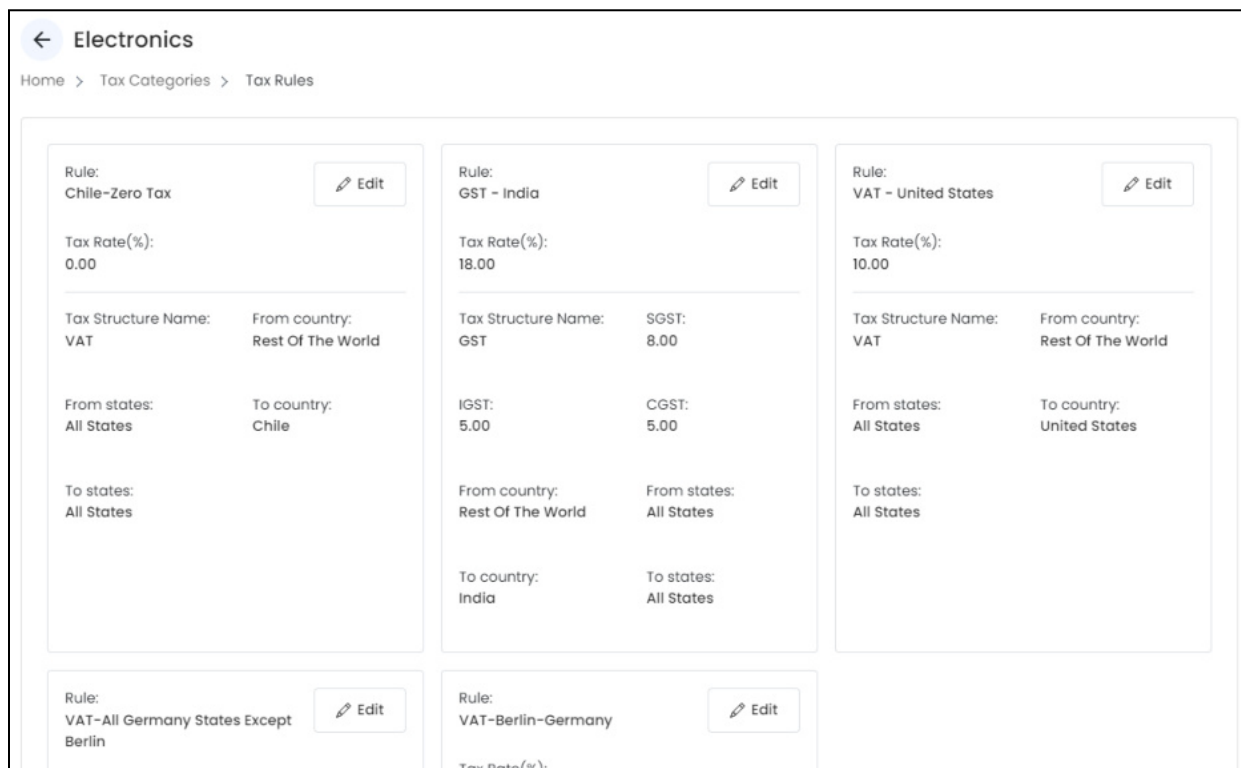 Electronics
Home > Tax Categories > Tax Rules
Rule:
Chile-Zero Tax
Edit
Tax Rate(%):
0.00
Tax Structure Name: From country:
VAT Rest Of The World
From states: To country:
All States Chile
To states:
All States
Rule:
GST - India
Edit
Tax Rate(%):
18.00
Tax Structure Name: SGST:
GST 8.00
IGST: CGST:
5.00 5.00
From country: From states:
Rest Of The World All States
To country: To states:
India All States
Rule:
VAT - United States
Edit
Tax Rate(%):
10.00
Tax Structure Name: From country:
VAT Rest Of The World
From states: To country:
All States United States
To states:
All States
Rule:
VAT-All Germany States Except
Berlin
Edit
Rule:
VAT-Berlin-Germany
Edit
Tax Rate(%):